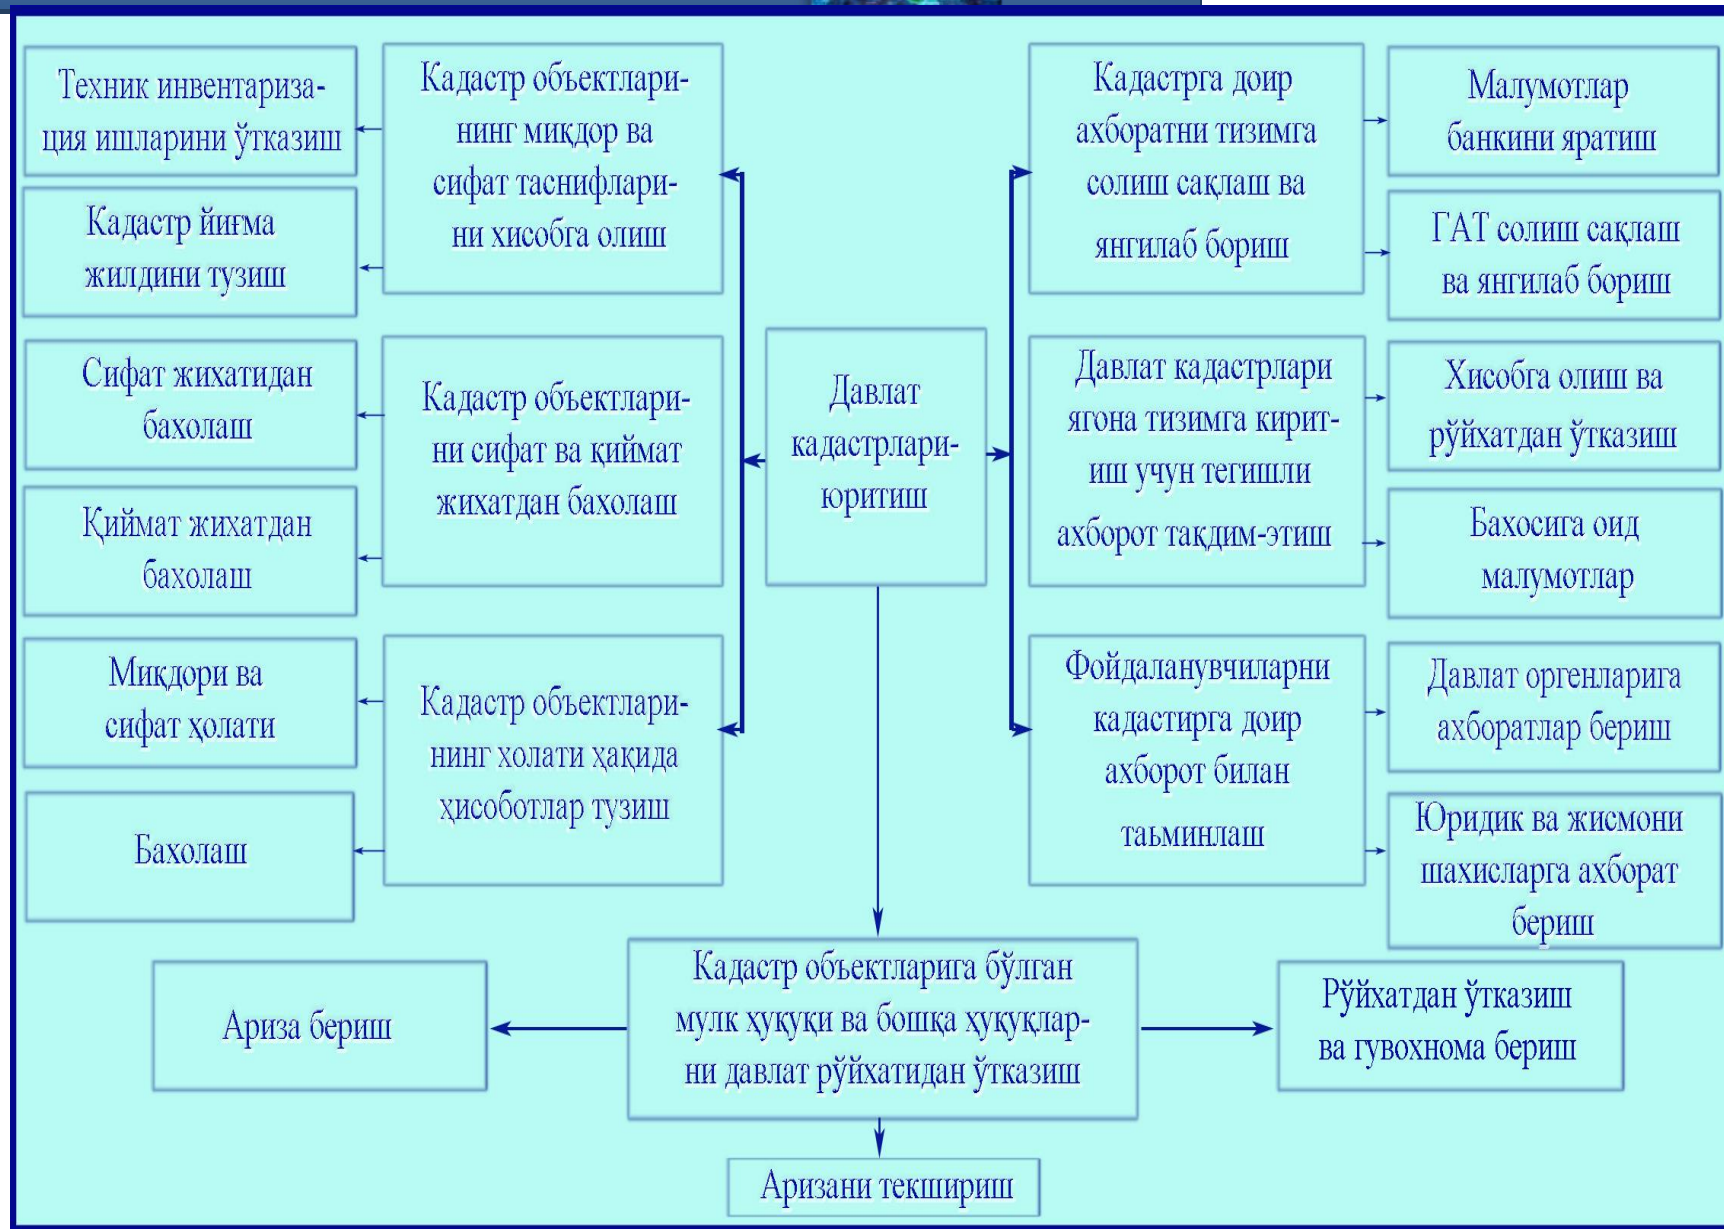 Техник инвентариза-
ция ишларини ўтказиш
Кадастр йиғма
жилдини тузиш
Сифат жихатидан
бахолаш
Қиймат жихатдан
бахолаш
Миқдори ва
сифат ҳолати
Бахолаш
Кадастр объектлари-
нинг миқдор ва
сифат таснифлари-
ни хисобга олиш
Кадастр объектлари-
ни сифат ва қиймат
жихатдан бахолаш
Кадастр объектлари-
нинг холати ҳақида
ҳисоботлар тузиш
Давлат
кадастрлари-
юритиш
Кадастрга доир
ахборатни тизимга
солиш сақлаш ва
янгилаб бориш
Давлат кадастрлари
ягона тизимга кирит-
иш учун тегишли
ахборот тақдим-этиш
Фойдаланувчиларни
кадастирга доир
ахборот билан
таьминлаш
Малумотлар
банкини яратиш
ГАТ солиш сақлаш
ва янгилаб бориш
Хисобга олиш ва
рўйхатдан ўтказиш
Бахосига оид
малумотлар
Давлат оргенларига
ахборатлар бериш
Юридик ва жисмони
шахисларга ахборат
бериш
Ариза бериш
Кадастр объектларига бўлган
мулк ҳуқуқи ва бошқа ҳуқуқлар-
ни давлат рўйхатидан ўтказиш
Рўйхатдан ўтказиш
ва гувохнома бериш
Аризани текшириш